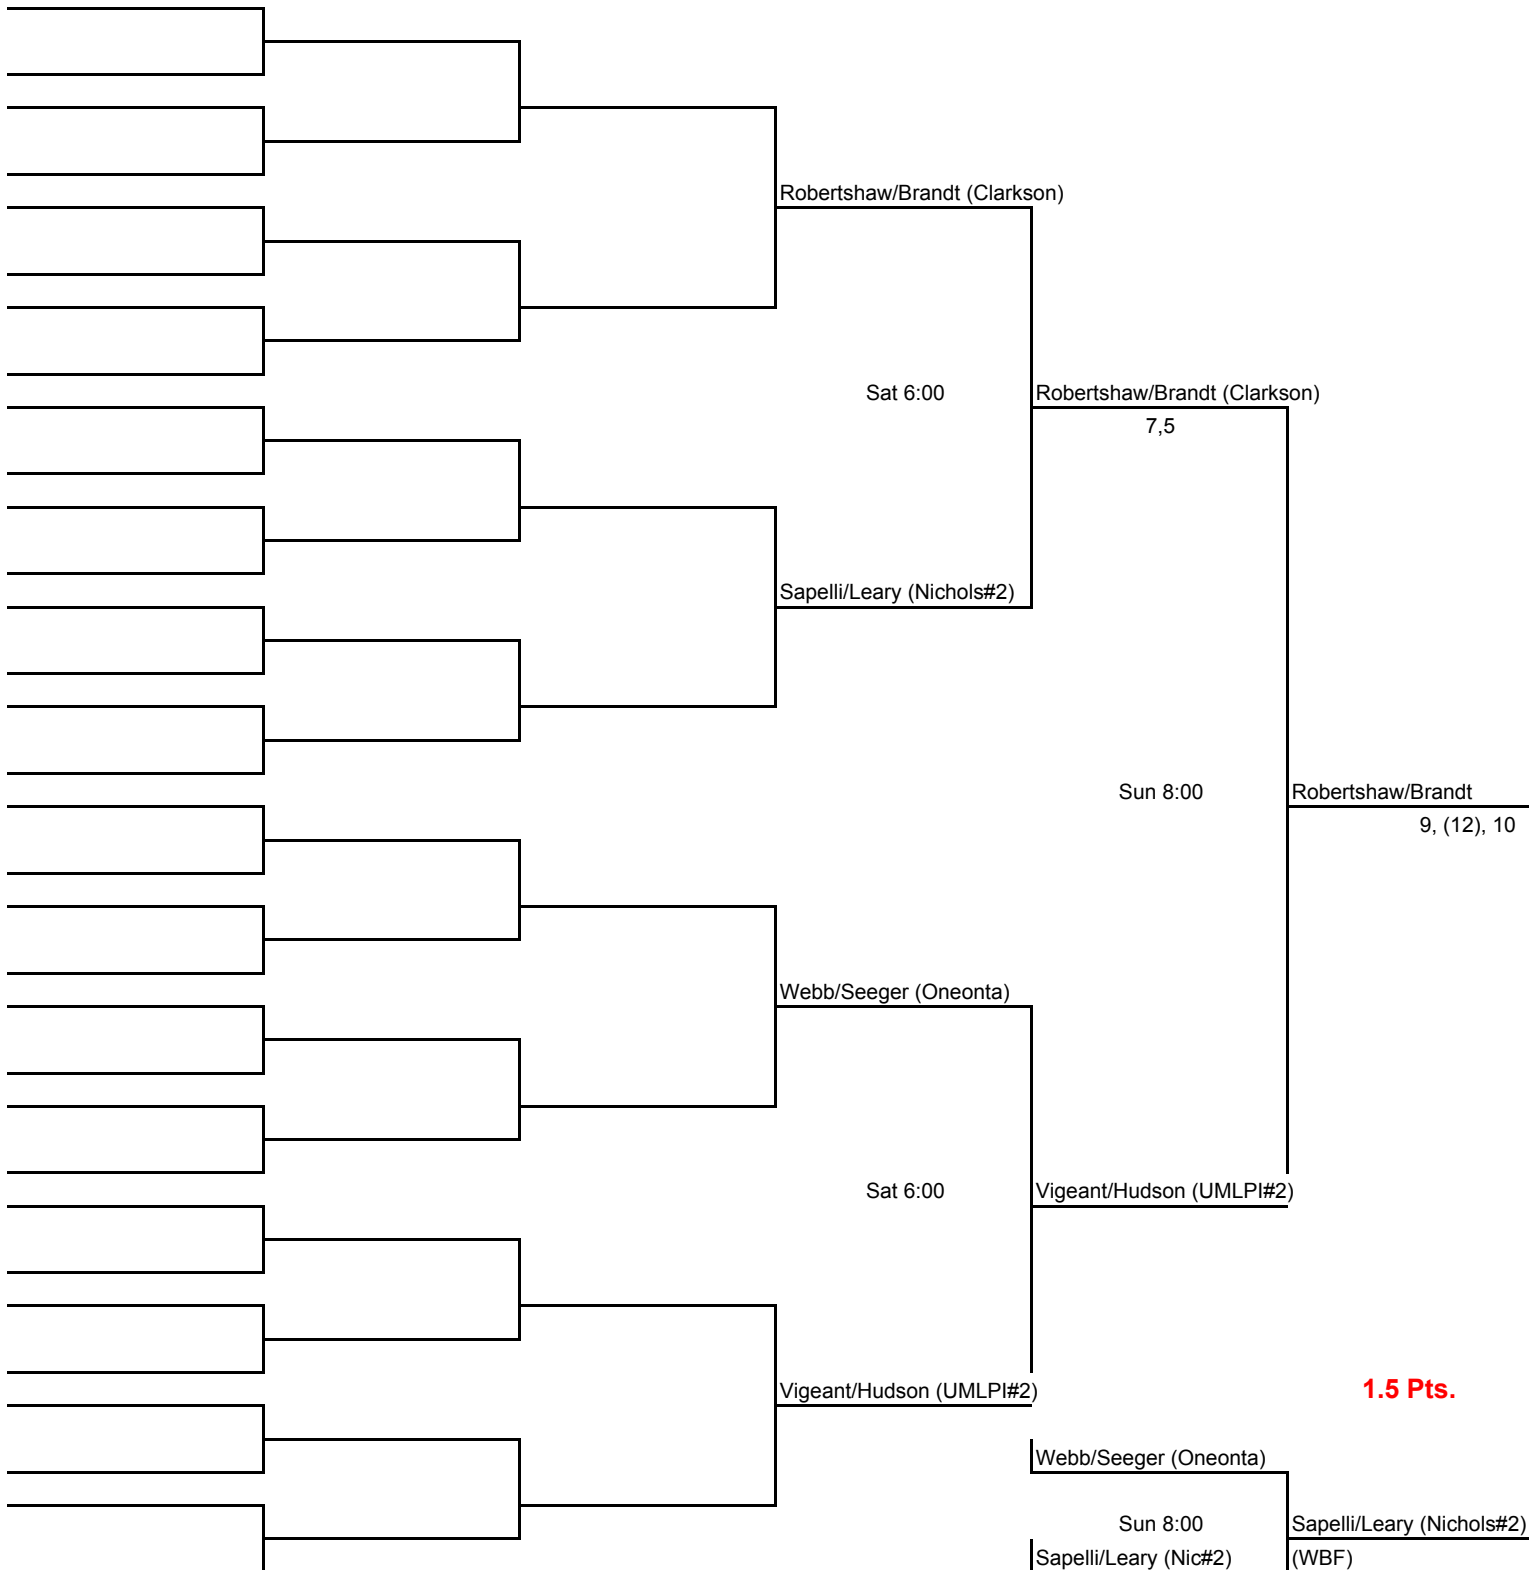 Robertshaw/Brandt (Clarkson)
Sat 6:00
Robertshaw/Brandt (Clarkson)
7,5
Sapelli/Leary (Nichols#2)
Sun 8:00
Robertshaw/Brandt
9, (12), 10
Webb/Seeger (Oneonta)
Sat 6:00
Vigeant/Hudson (UMLPI#2)
Vigeant/Hudson (UMLPI#2)
1.5 Pts.
Webb/Seeger (Oneonta)
Sun 8:00
Sapelli/Leary (Nichols#2)
Sapelli/Leary (Nic#2)
(WBF)